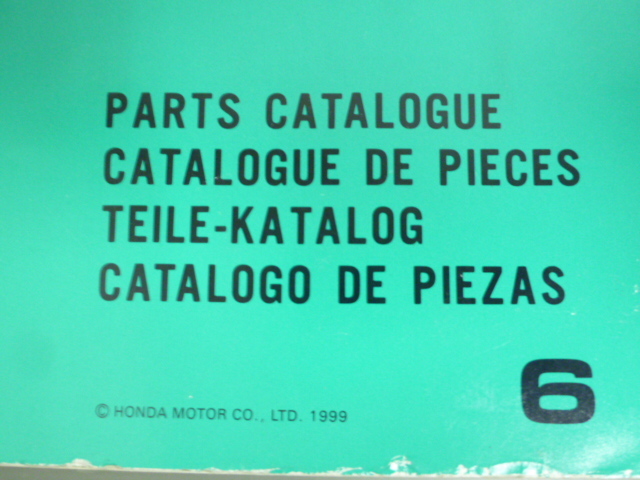 PARTS CATALOGUE
CATALOGUE DE PIECES
TEILE-KATALOG
CATALOGO DE PIEZAS
6
© HONDA MOTOR CO., LTD. 1999